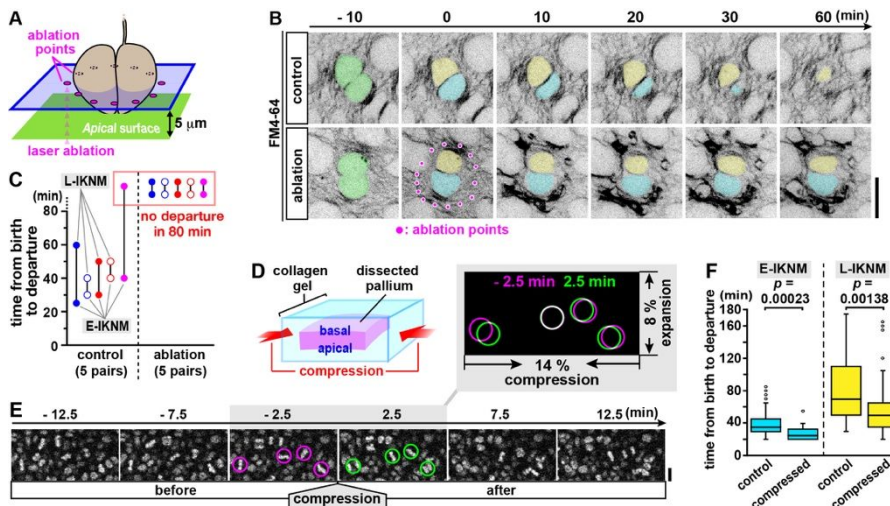 A
ablation
points
Apical surface
5 μm
laser ablation
B
- 10
0
10
20
30
60
(min)
FM4-64
control
ablation
●: ablation points
C
(min)
L-IKNM
80
60
40
20
0
time from birth
to departure
E-IKNM
no departure
in 80 min
control
(5 pairs)
ablation
(5 pairs)
D
collagen
gel
dissected
pallium
basal
apical
compression
- 2.5 min
2.5 min
8 %
expansion
14 %
compression
E
- 12.5
- 7.5
- 2.5
2.5
7.5
12.5
(min)
before
compression
after
F
E-IKNM
L-IKNM
p =
0.00023
p =
0.00138
(min)
160
120
80
40
0
time from birth to departure
control
compressed
control
compressed